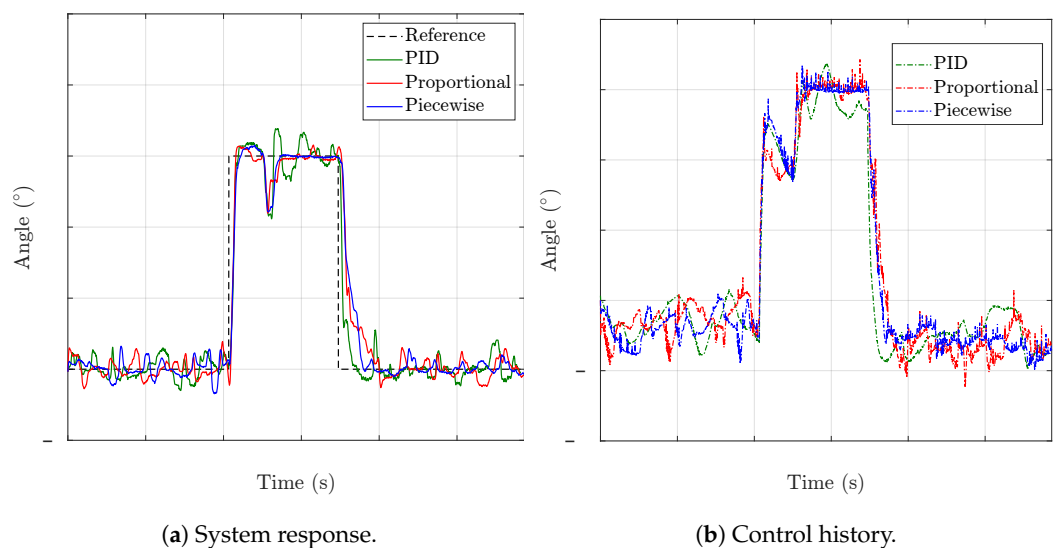 Reference
PID
Proportional
Piecewise
Angle (°)
–
Time (s)
(a) System response.
PID
Proportional
Piecewise
Angle (°)
–
Time (s)
(b) Control history.